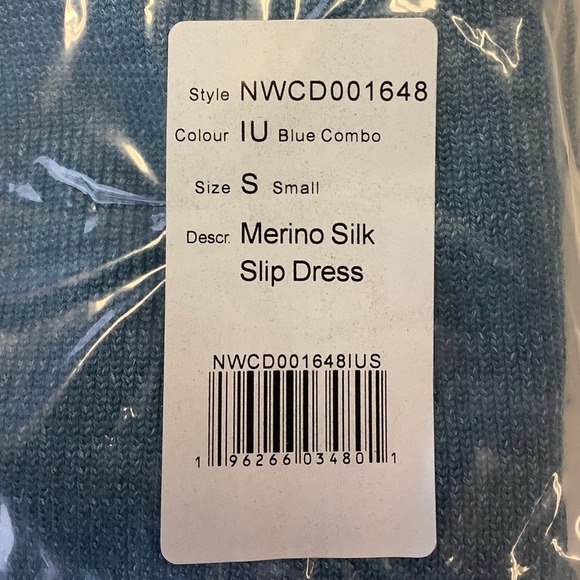 Style NWCD001648
Colour IU Blue Combo
Size S Small
Descr. Merino Silk
Slip Dress
NWCD001648IUS
1 96266 03480 1